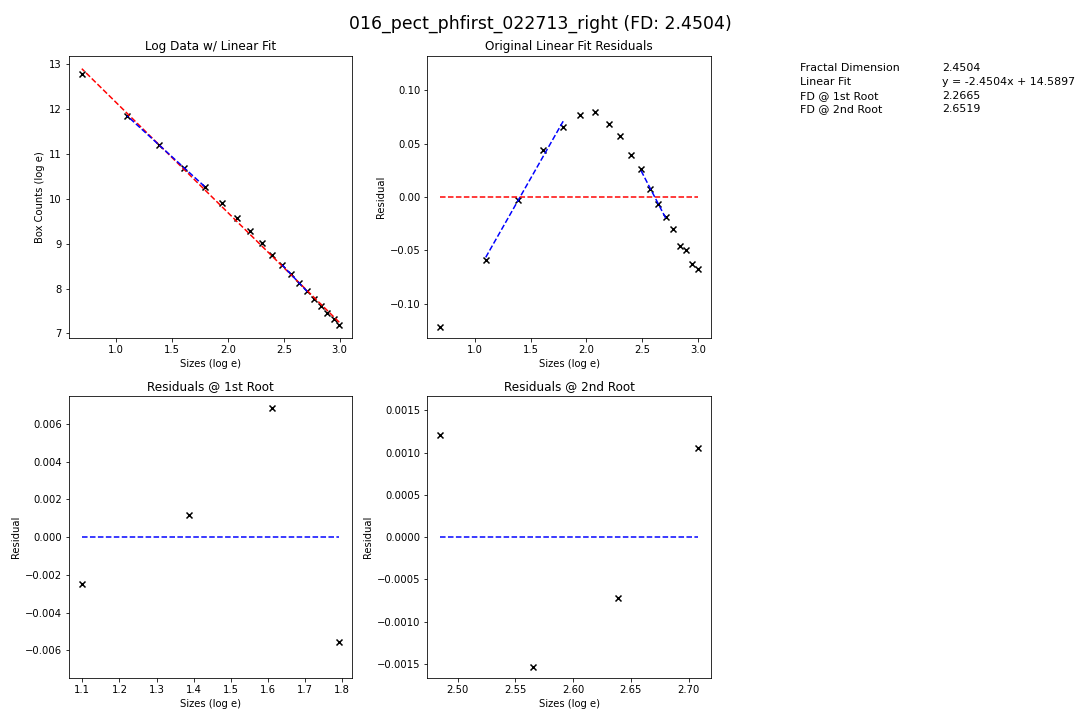 016_pect_phfirst_022713_right (FD: 2.4504)
Log Data w/ Linear Fit
13
12
11
10
9
8
7
Box Counts (log e)
1.0 1.5 2.0 2.5 3.0
Sizes (log e)
Original Linear Fit Residuals
0.10
0.05
0.00
−0.05
−0.10
Residual
1.0 1.5 2.0 2.5 3.0
Sizes (log e)
Fractal Dimension 2.4504
Linear Fit y = -2.4504x + 14.5897
FD @ 1st Root 2.2665
FD @ 2nd Root 2.6519
Residuals @ 1st Root
0.006
0.004
0.002
0.000
−0.002
−0.004
−0.006
Residual
1.1 1.2 1.3 1.4 1.5 1.6 1.7 1.8
Sizes (log e)
Residuals @ 2nd Root
0.0015
0.0010
0.0005
0.0000
−0.0005
−0.0010
−0.0015
Residual
2.50 2.55 2.60 2.65 2.70
Sizes (log e)